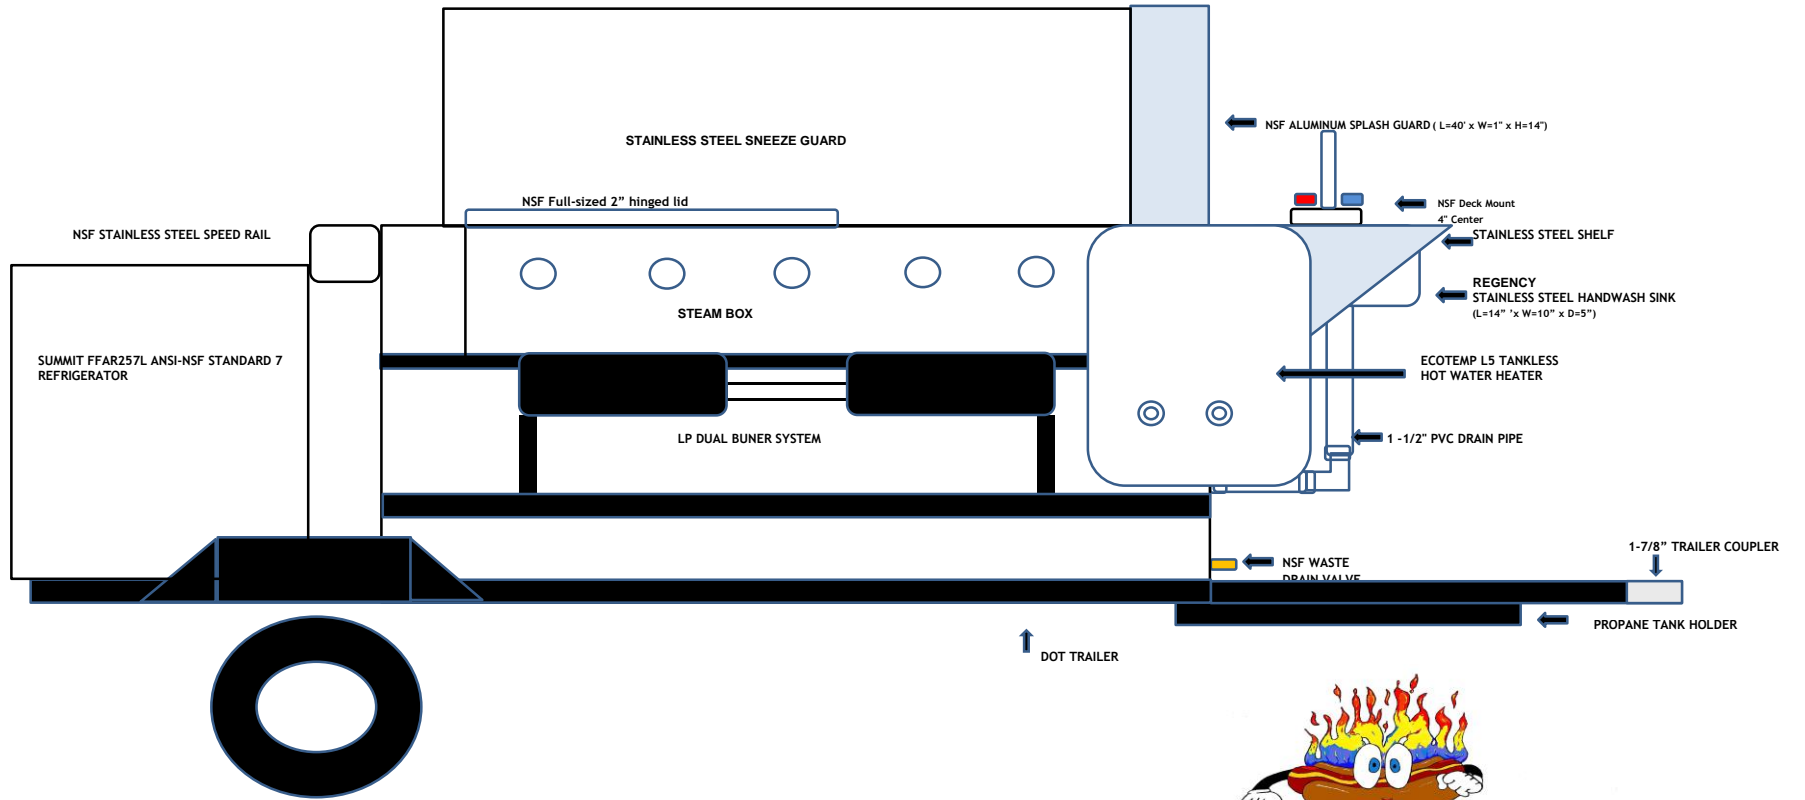 NSF ALUMINUM SPLASH GUARD ( L=40' x W=1" x H=14")
STAINLESS STEEL SNEEZE GUARD
NSF Full-sized 2” hinged lid
NSF Deck Mount
4" Center
NSF STAINLESS STEEL SPEED RAIL
STAINLESS STEEL SHELF
REGENCY
STAINLESS STEEL HANDWASH SINK
(L=14” ’x W=10” x D=5”)
STEAM BOX
SUMMIT FFAR257L ANSI-NSF STANDARD 7
REFRIGERATOR
ECOTEMP L5 TANKLESS
HOT WATER HEATER
LP DUAL BUNER SYSTEM
1 -1/2" PVC DRAIN PIPE
1-7/8” TRAILER COUPLER
NSF WASTE
DRAIN VALVE
PROPANE TANK HOLDER
DOT TRAILER